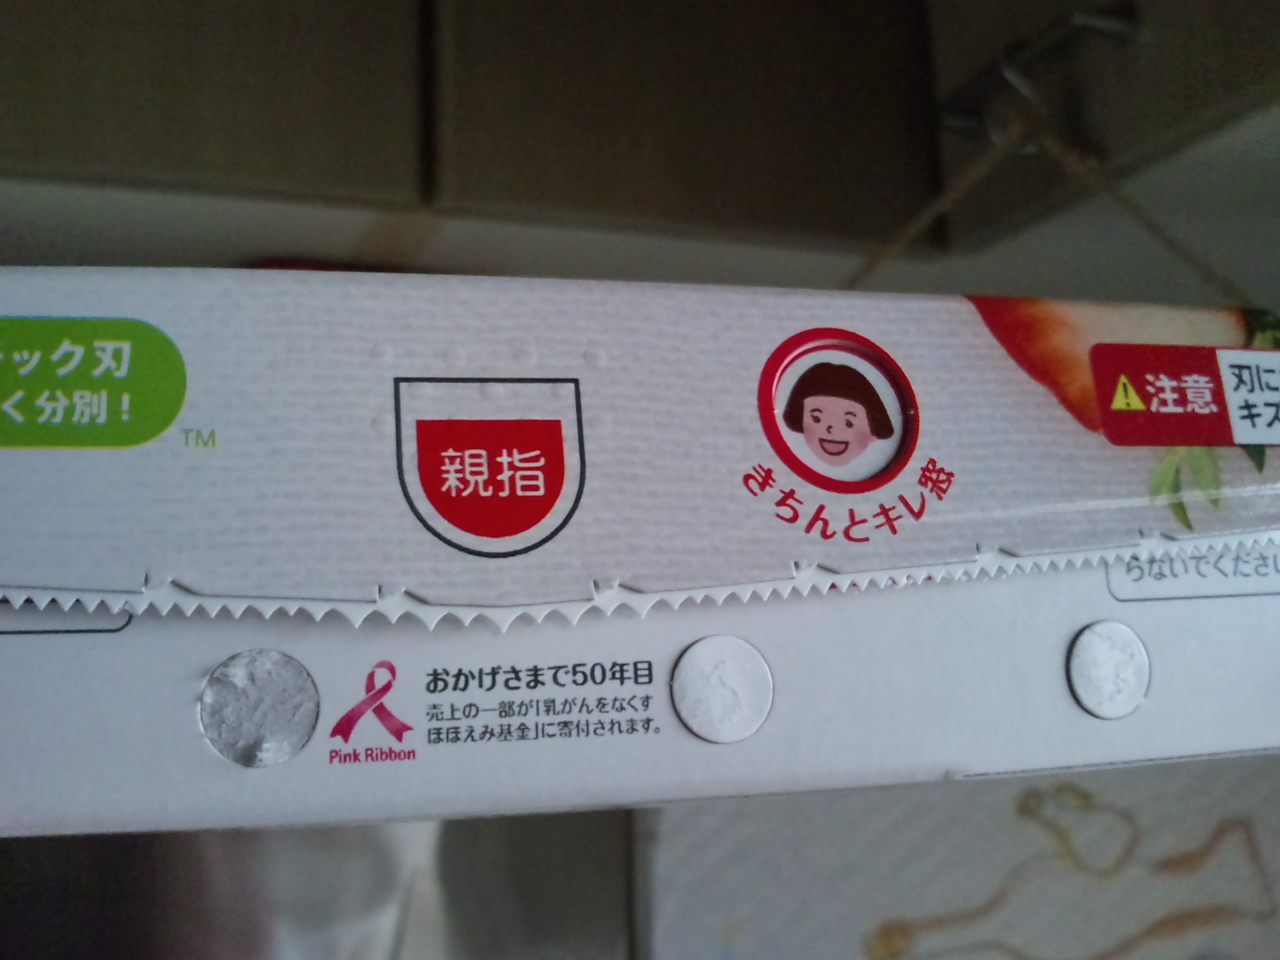 ック刃
く分別!
TM
親指
きちんとキレ窓
注意
刃に
キズ
らないでください
おかげさまで50年目
売上の一部が「乳がんをなくす
ほほえみ基金」に寄付されます。
Pink Ribbon